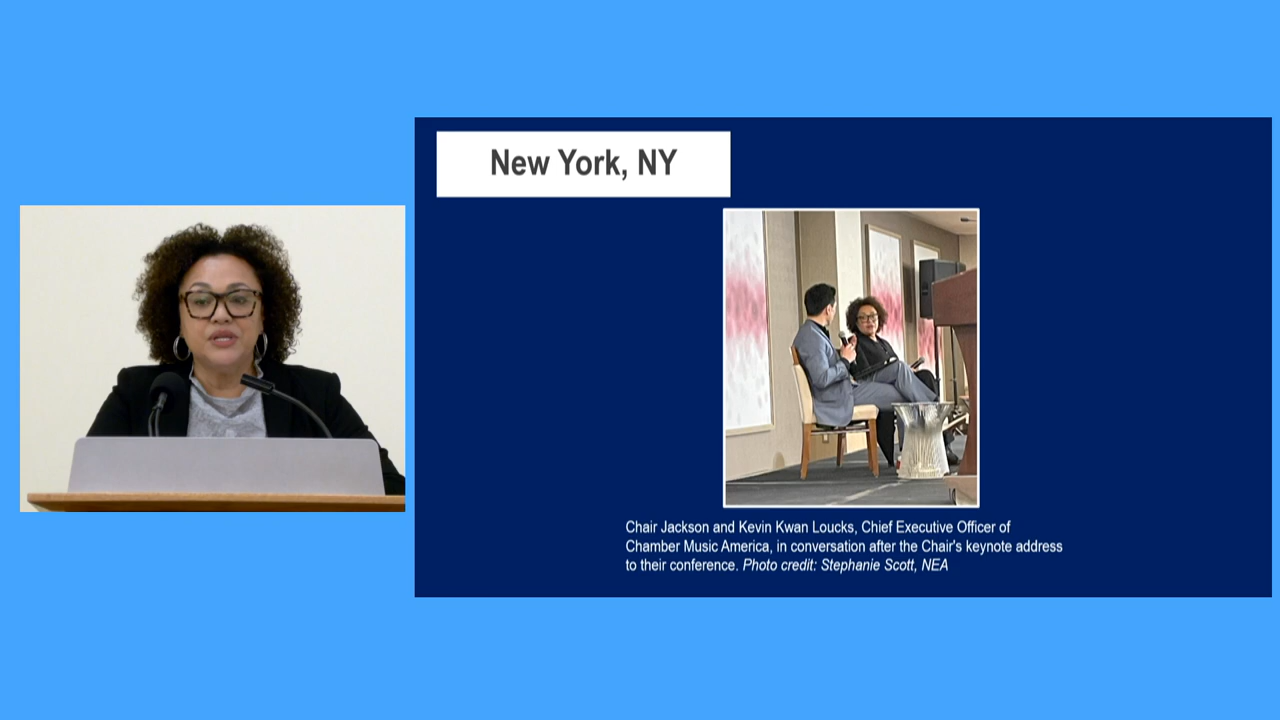 New York, NY
Chair Jackson and Kevin Kwan Loucks, Chief Executive Officer of
Chamber Music America, in conversation after the Chair's keynote address
to their conference. Photo credit: Stephanie Scott, NEA